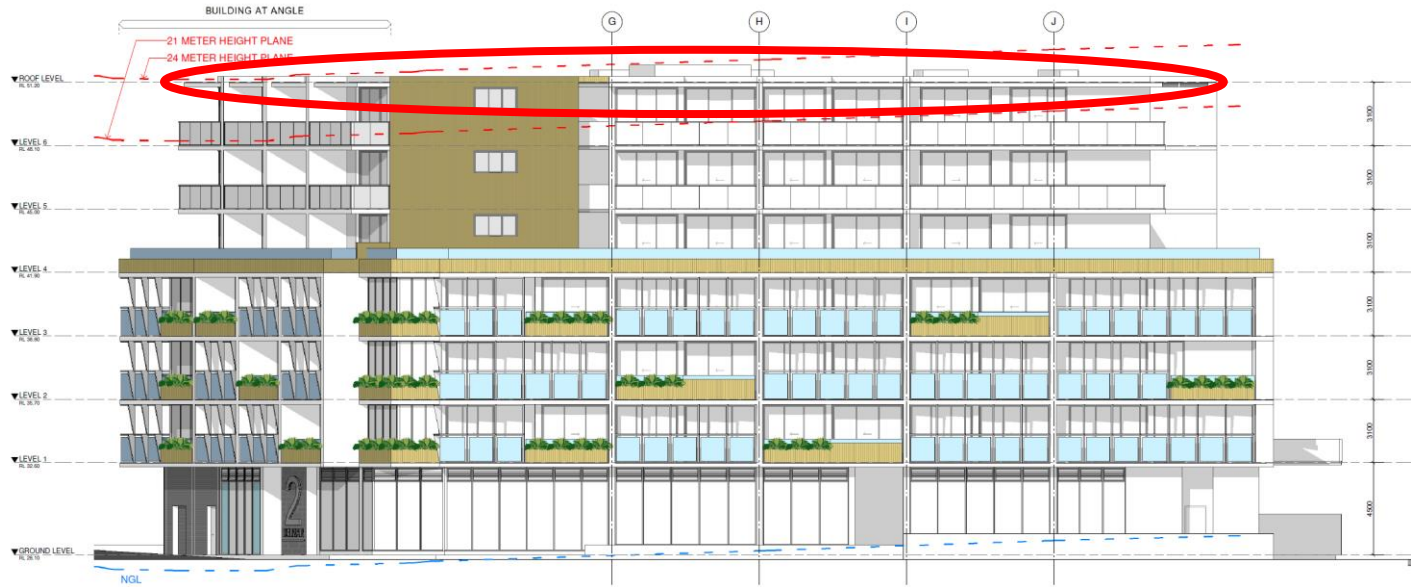 BUILDING AT ANGLE
G H I J
21 METER HEIGHT PLANE
24 METER HEIGHT PLANE
ROOF LEVEL
RL 51.20
3100
LEVEL 6
RL 48.10
3100
LEVEL 5
RL 45.00
3100
LEVEL 4
RL 41.90
3100
LEVEL 3
RL 38.80
3100
LEVEL 2
RL 35.70
3100
LEVEL 1
RL 32.60
4500
2
GROUND LEVEL
RL 28.10
NGL